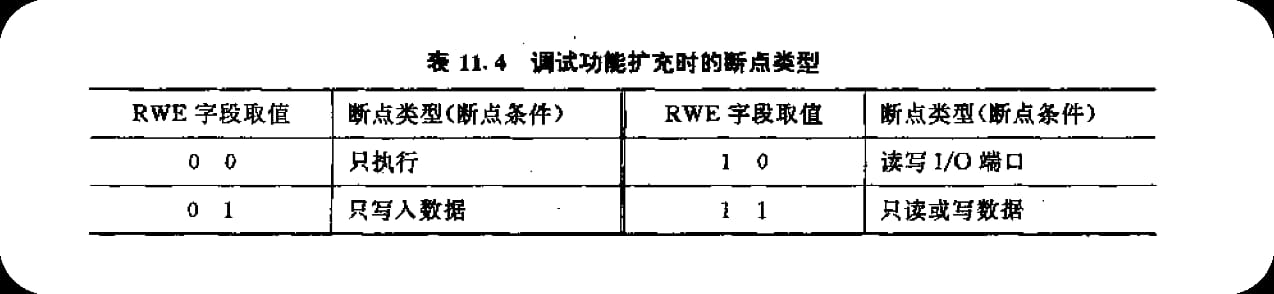 表 11.4 调试功能扩充时的断点类型
RWE 字段取值 断点类型(断点条件) RWE 字段取值 断点类型(断点条件)
0 0 只执行 1 0 读写 I/O 端口
0 1 只写入数据 1 1 只读或写数据